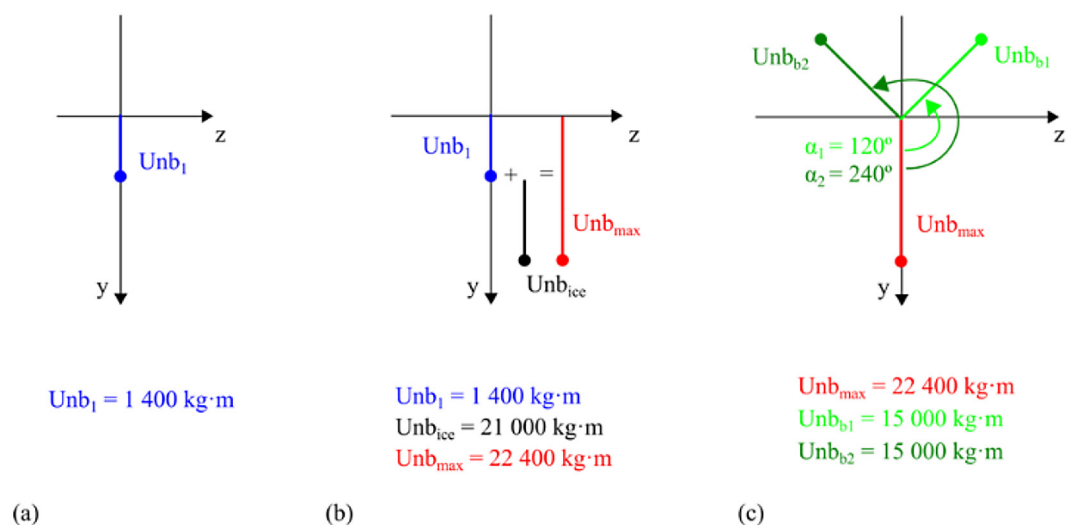 z
Unb1
y
Unb1 = 1 400 kg·m
(a)
z
Unb1
+ =
Unbmax
Unbice
y
Unb1 = 1 400 kg·m
Unbice = 21 000 kg·m
Unbmax = 22 400 kg·m
(b)
Unbb2
Unbb1
z
α1 = 120º
α2 = 240º
Unbmax
y
Unbmax = 22 400 kg·m
Unbb1 = 15 000 kg·m
Unbb2 = 15 000 kg·m
(c)